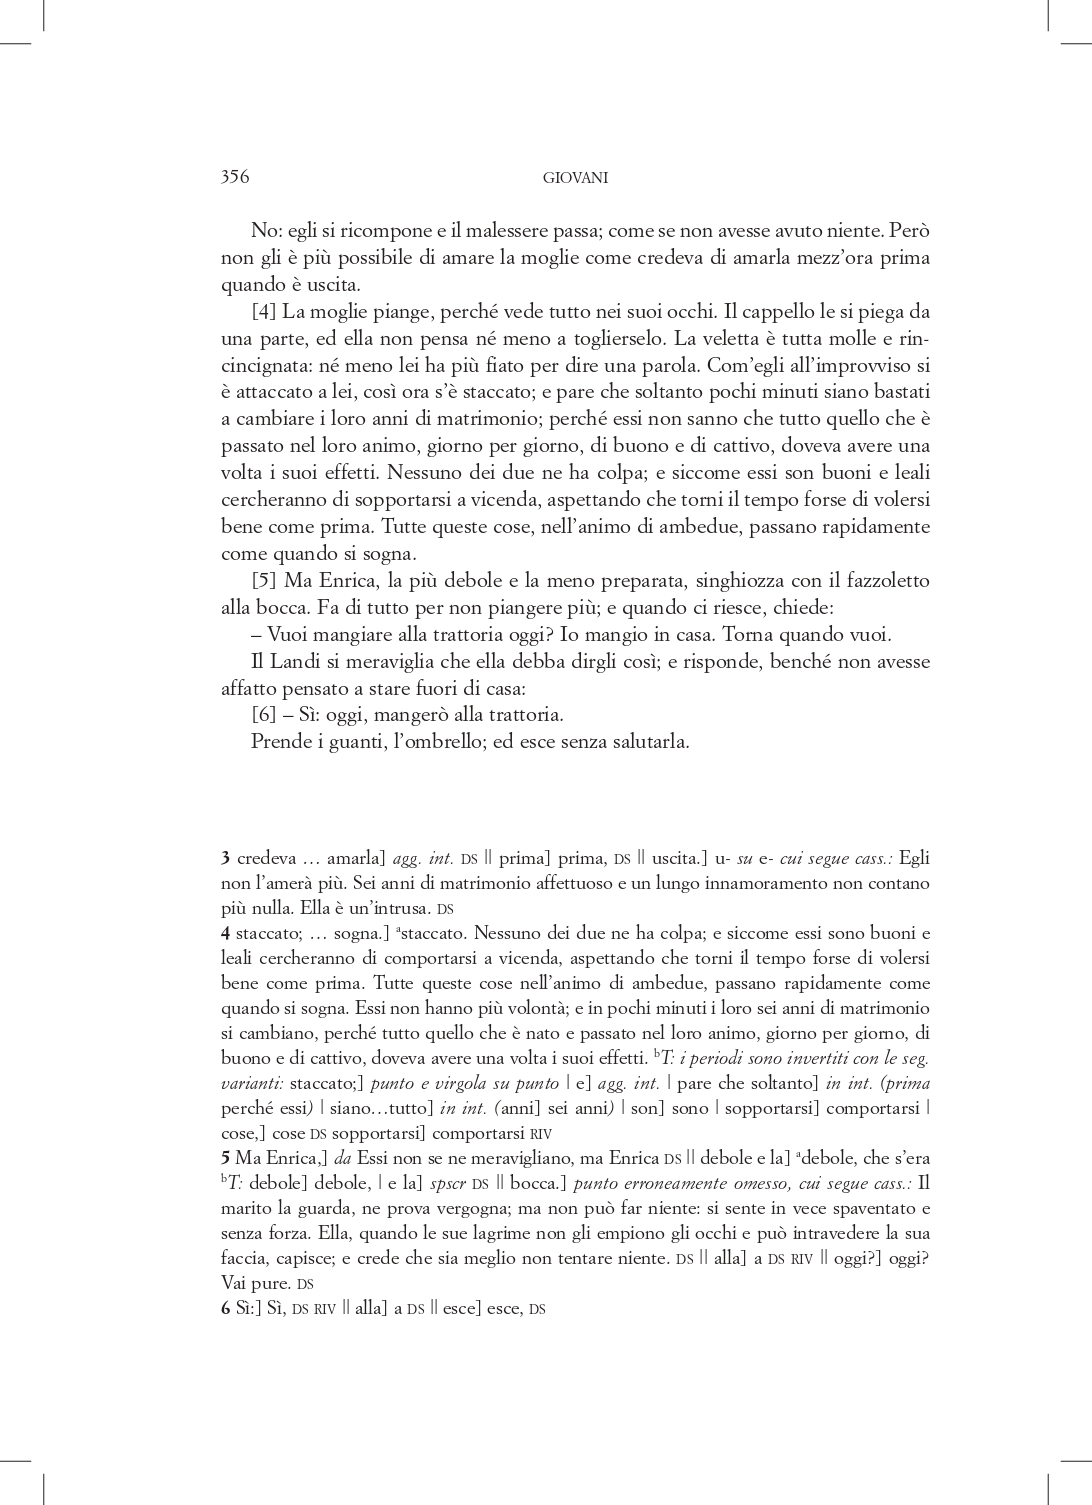 356
GIOVANI
No: egli si ricompone e il malessere passa; come se non avesse avuto niente. Però
non gli è più possibile di amare la moglie come credeva di amarla mezz'ora prima
quando è uscita.
[4] La moglie piange, perché vede tutto nei suoi occhi. Il cappello le si piega da
una parte, ed ella non pensa né meno a toglierselo. La veletta è tutta molle e rin-
cincignata: né meno lei ha più fiato per dire una parola. Com'egli all'improvviso si
è attaccato a lei, così ora s'è staccato; e pare che soltanto pochi minuti siano bastati
a cambiare i loro anni di matrimonio; perché essi non sanno che tutto quello che è
passato nel loro animo, giorno per giorno, di buono e di cattivo, doveva avere una
volta i suoi effetti. Nessuno dei due ne ha colpa; e siccome essi son buoni e leali
cercheranno di sopportarsi a vicenda, aspettando che torni il tempo forse di volersi
bene come prima. Tutte queste cose, nell'animo di ambedue, passano rapidamente
come quando si sogna.
[5] Ma Enrica, la più debole e la meno preparata, singhiozza con il fazzoletto
alla bocca. Fa di tutto per non piangere più; e quando ci riesce, chiede:
– Vuoi mangiare alla trattoria oggi? Io mangio in casa. Torna quando vuoi.
Il Landi si meraviglia che ella debba dirgli così; e risponde, benché non avesse
affatto pensato a stare fuori di casa:
[6] – Sì: oggi, mangerò alla trattoria.
Prende i guanti, l'ombrello; ed esce senza salutarla.
3 credeva … amarla] agg. int. DS || prima] prima, DS || uscita.] u- su e- cui segue cass.: Egli
non l'amerà più. Sei anni di matrimonio affettuoso e un lungo innamoramento non contano
più nulla. Ella è un'intrusa. DS
4 staccato; … sogna.] ᵃstaccato. Nessuno dei due ne ha colpa; e siccome essi sono buoni e
leali cercheranno di comportarsi a vicenda, aspettando che torni il tempo forse di volersi
bene come prima. Tutte queste cose nell'animo di ambedue, passano rapidamente come
quando si sogna. Essi non hanno più volontà; e in pochi minuti i loro sei anni di matrimonio
si cambiano, perché tutto quello che è nato e passato nel loro animo, giorno per giorno, di
buono e di cattivo, doveva avere una volta i suoi effetti. ᵇT: i periodi sono invertiti con le seg.
varianti: staccato;] punto e virgola su punto | e] agg. int. | pare che soltanto] in int. (prima
perché essi) | siano…tutto] in int. (anni] sei anni) | son] sono | sopportarsi] comportarsi |
cose,] cose DS sopportarsi] comportarsi RIV
5 Ma Enrica,] da Essi non se ne meravigliano, ma Enrica DS || debole e la] ᵃdebole, che s'era
ᵇT: debole] debole, | e la] spscr DS || bocca.] punto erroneamente omesso, cui segue cass.: Il
marito la guarda, ne prova vergogna; ma non può far niente: si sente in vece spaventato e
senza forza. Ella, quando le sue lagrime non gli empiono gli occhi e può intravedere la sua
faccia, capisce; e crede che sia meglio non tentare niente. DS || alla] a DS RIV || oggi?] oggi?
Vai pure. DS
6 Sì:] Sì, DS RIV || alla] a DS || esce] esce, DS